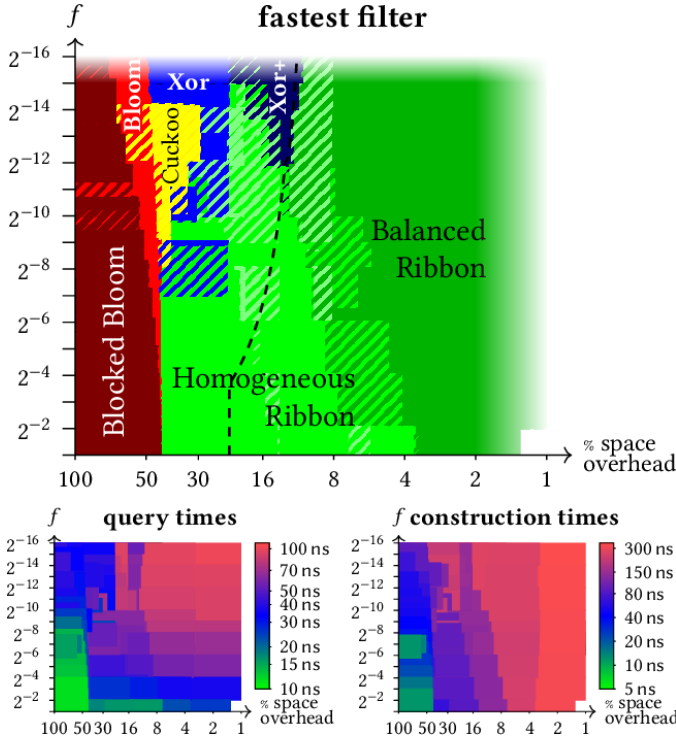 f fastest filter
2−16
2−14
2−12
2−10
2−8
2−6
2−4
2−2
Bloom
Xor
Xor+
Cuckoo
Blocked Bloom
Balanced
Ribbon
Homogeneous
Ribbon
100 50 30 16 8 4 2 1
% space
overhead
f query times
2−16
2−14
2−12
2−10
2−8
2−6
2−4
2−2
100 50 30 16 8 4 2 1
% space
overhead
100 ns
70 ns
50 ns
40 ns
30 ns
20 ns
15 ns
10 ns
f construction times
2−16
2−14
2−12
2−10
2−8
2−6
2−4
2−2
100 50 30 16 8 4 2 1
% space
overhead
300 ns
150 ns
80 ns
40 ns
20 ns
10 ns
5 ns